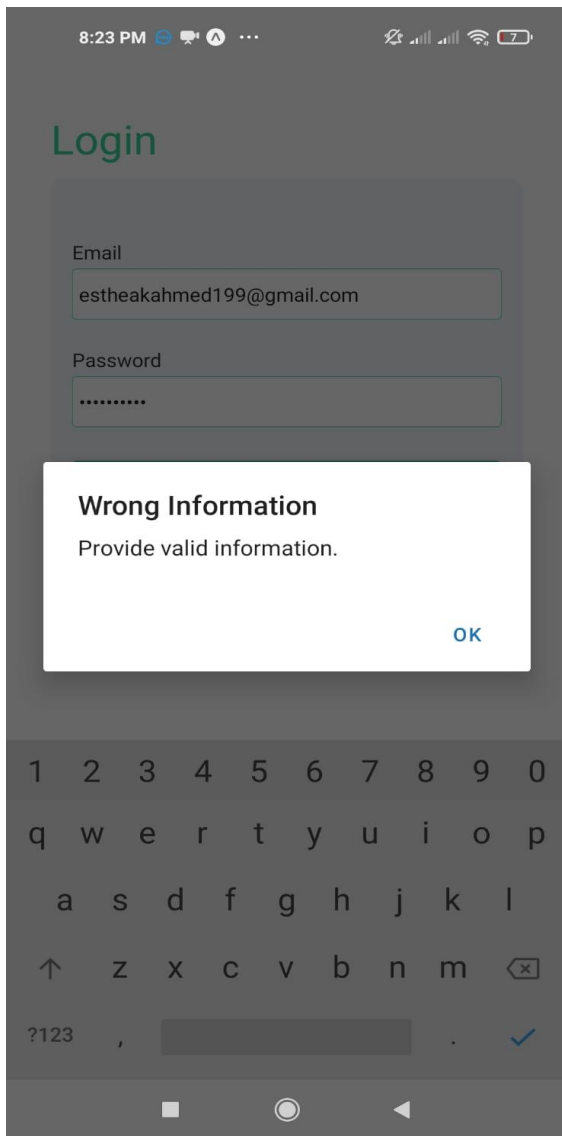 8:23 PM ... 7
Login
Email
estheakahmed199@gmail.com
Password
••••••••••
Wrong Information
Provide valid information.
OK
1 2 3 4 5 6 7 8 9 0
q w e r t y u i o p
a s d f g h j k l
z x c v b n m
?123 , .